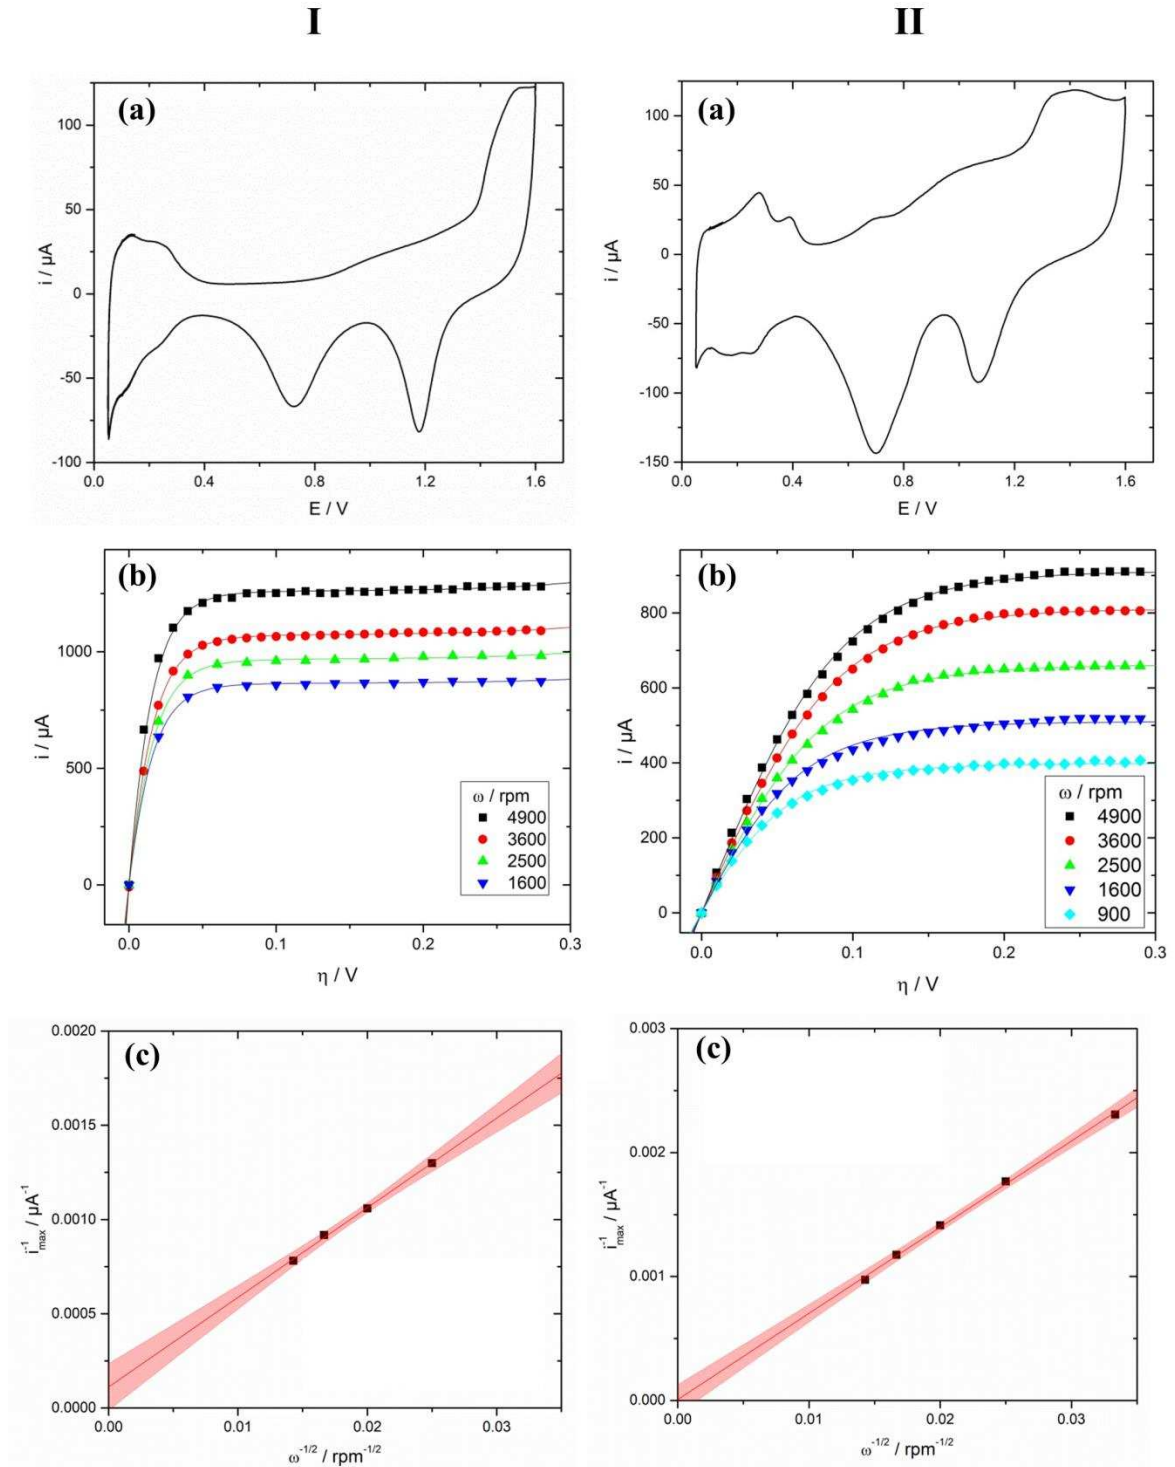 I
II
(a)
100
50
0
-50
-100
i / µA
0.0 0.4 0.8 1.2 1.6
E / V
(a)
100
50
0
-50
-100
-150
i / µA
0.0 0.4 0.8 1.2 1.6
E / V
(b)
1000
500
0
i / µA
ω / rpm
4900
3600
2500
1600
0.0 0.1 0.2 0.3
η / V
(b)
800
600
400
200
0
i / µA
ω / rpm
4900
3600
2500
1600
900
0.0 0.1 0.2 0.3
η / V
(c)
0.0020
0.0015
0.0010
0.0005
0.0000
i⁻¹max / µA⁻¹
0.00 0.01 0.02 0.03
ω⁻¹/² / rpm⁻¹/²
(c)
0.003
0.002
0.001
0.000
i⁻¹max / µA⁻¹
0.00 0.01 0.02 0.03
ω⁻¹/² / rpm⁻¹/²